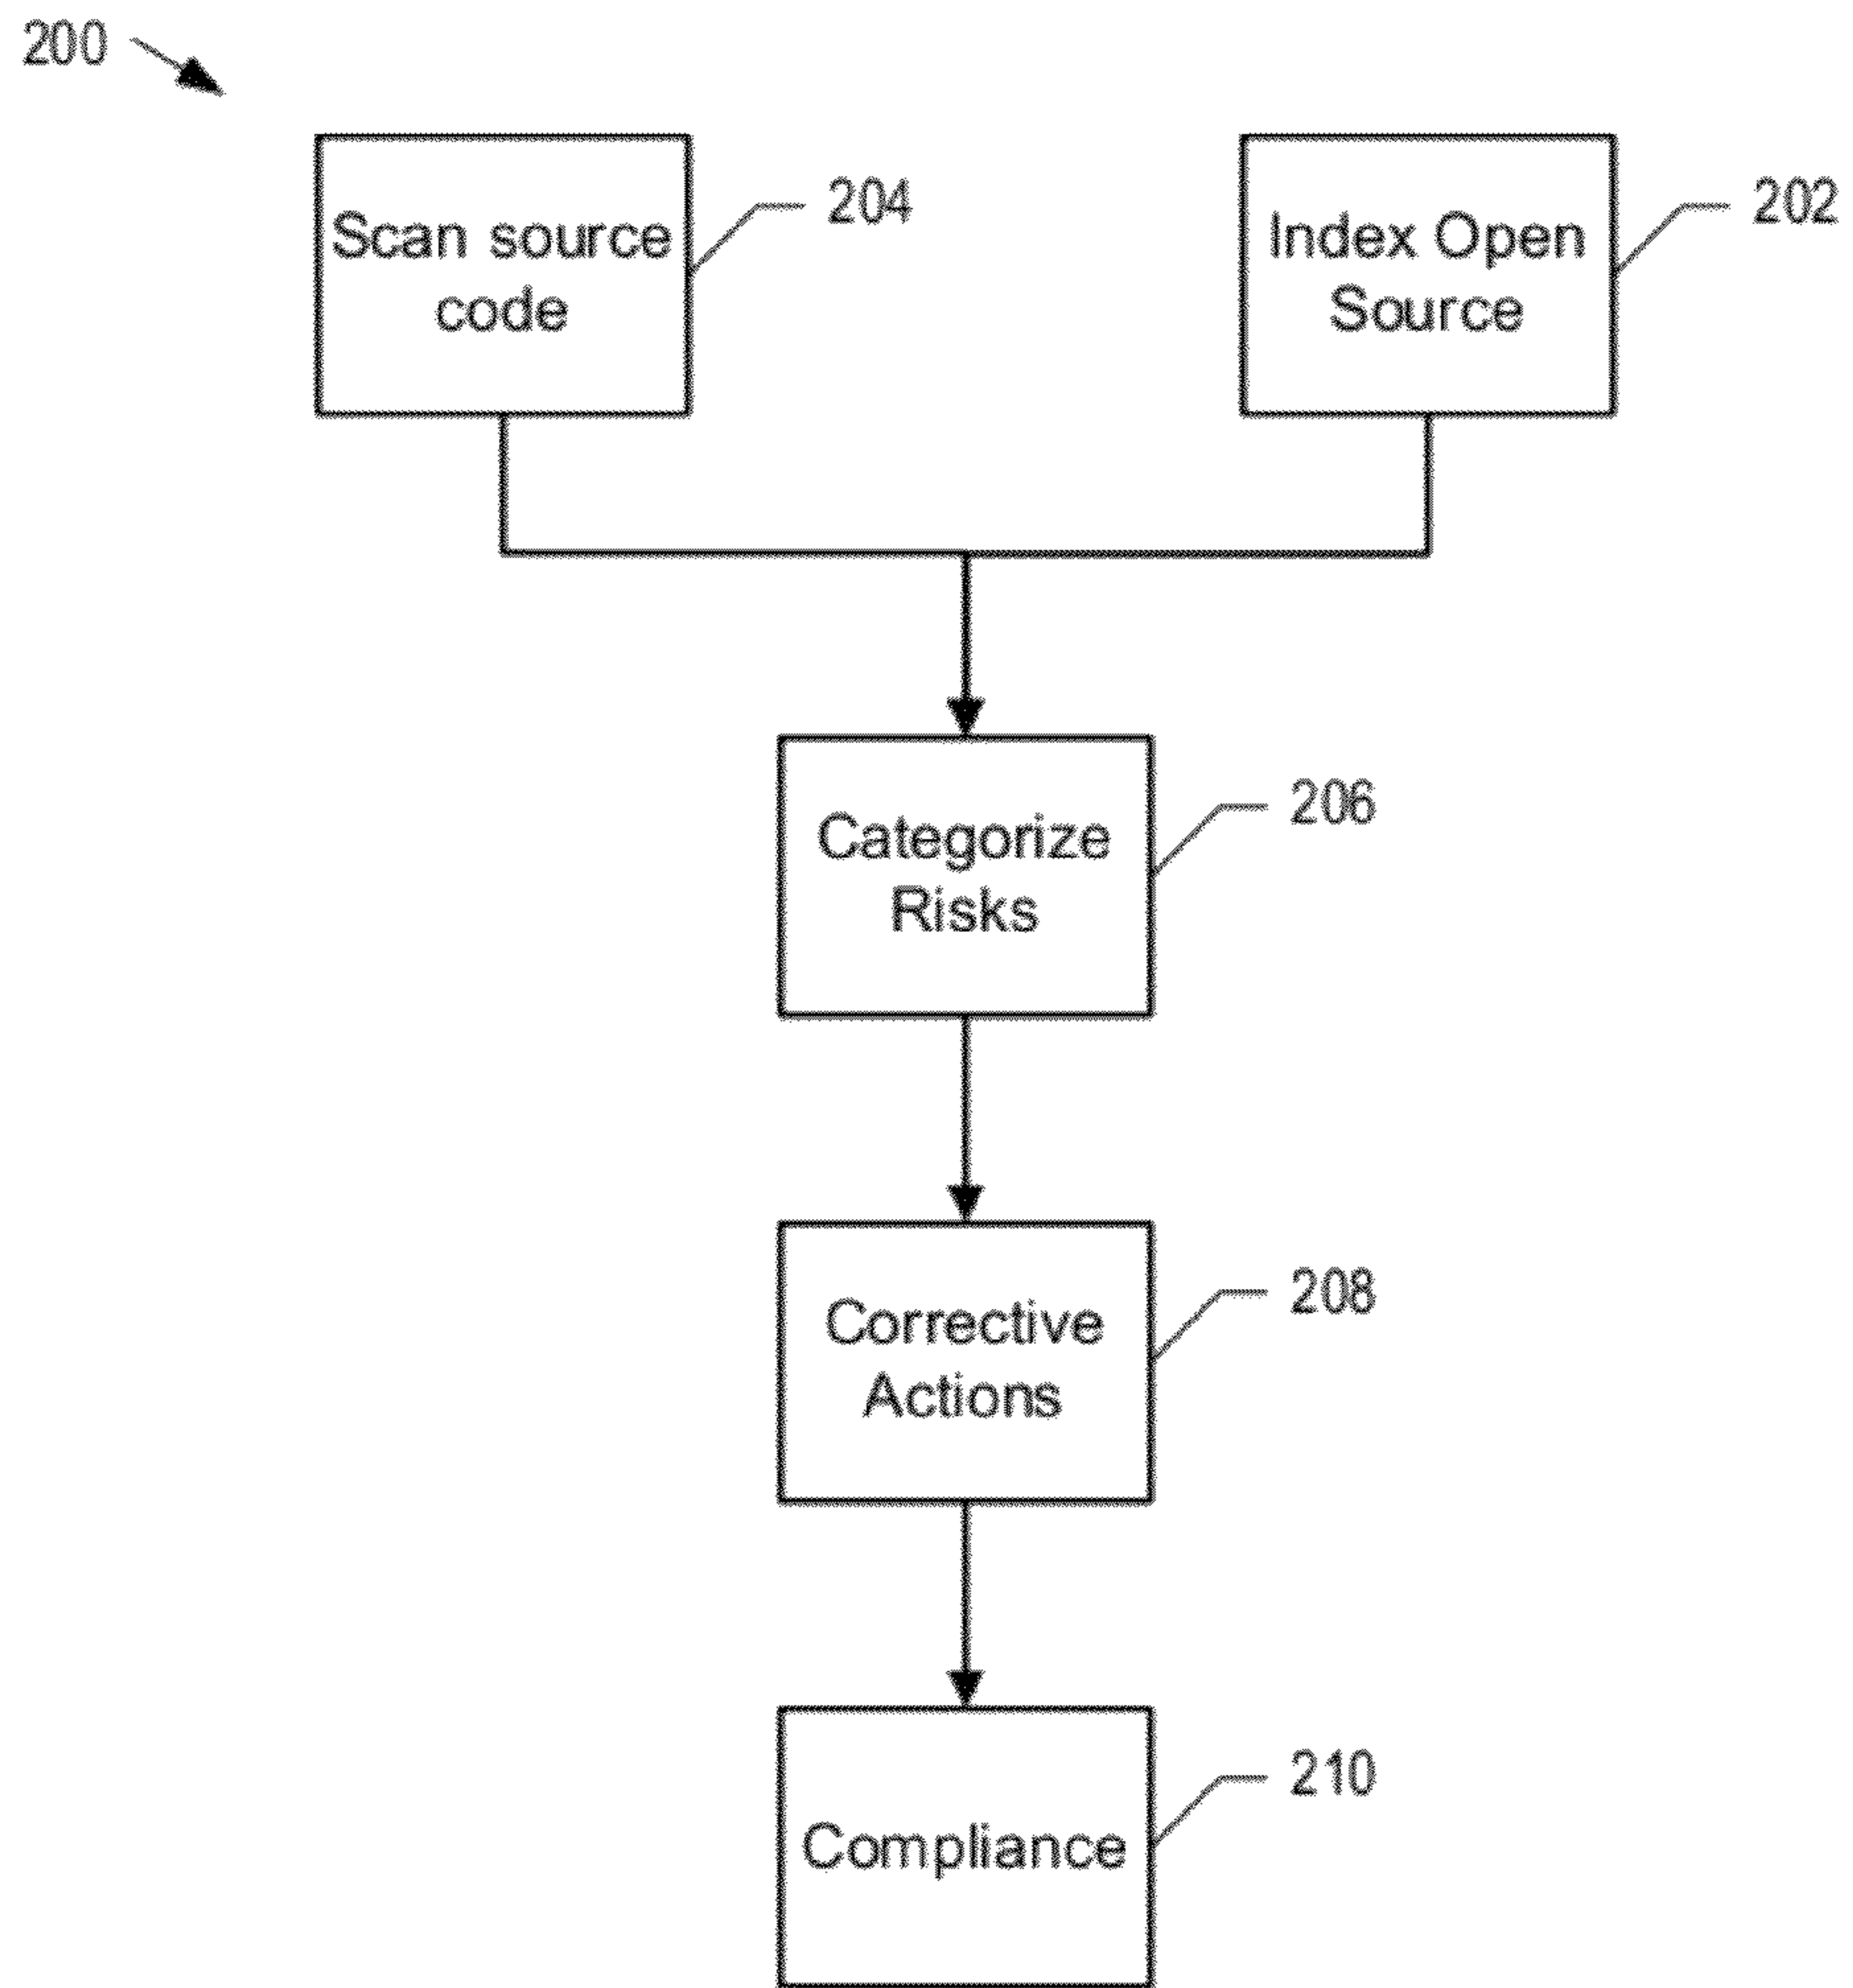 200
Scan source
code
204
Index Open
Source
202
Categorize
Risks
206
Corrective
Actions
208
Compliance
210